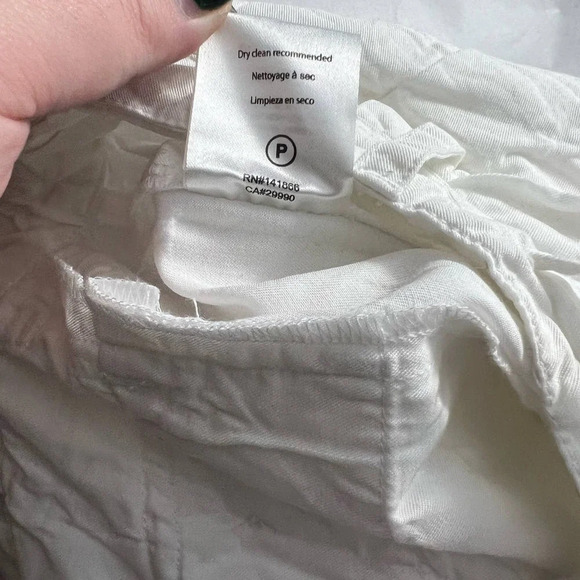 Dry clean recommended
Nettoyage à sec
Limpieza en seco
P
RN#141866
CA#29990